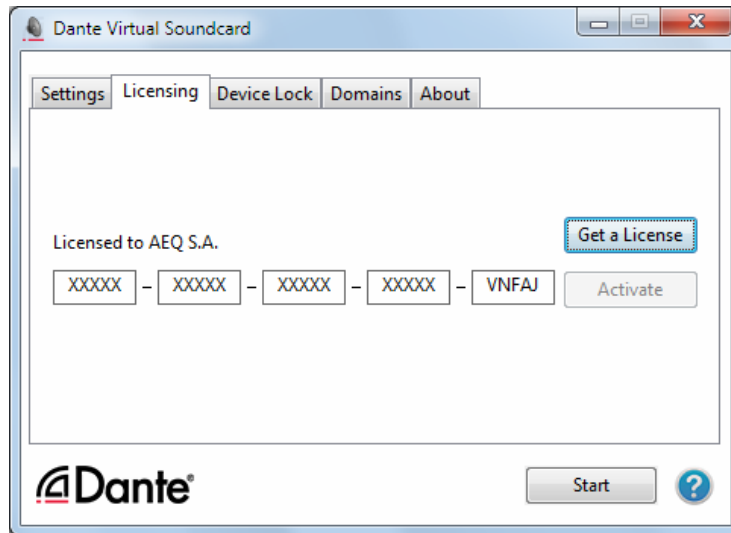 Dante Virtual Soundcard
Settings Licensing Device Lock Domains About
Licensed to AEQ S.A.
Get a License
XXXXX – XXXXX – XXXXX – XXXXX – VNFAJ
Activate
Dante®
Start
?